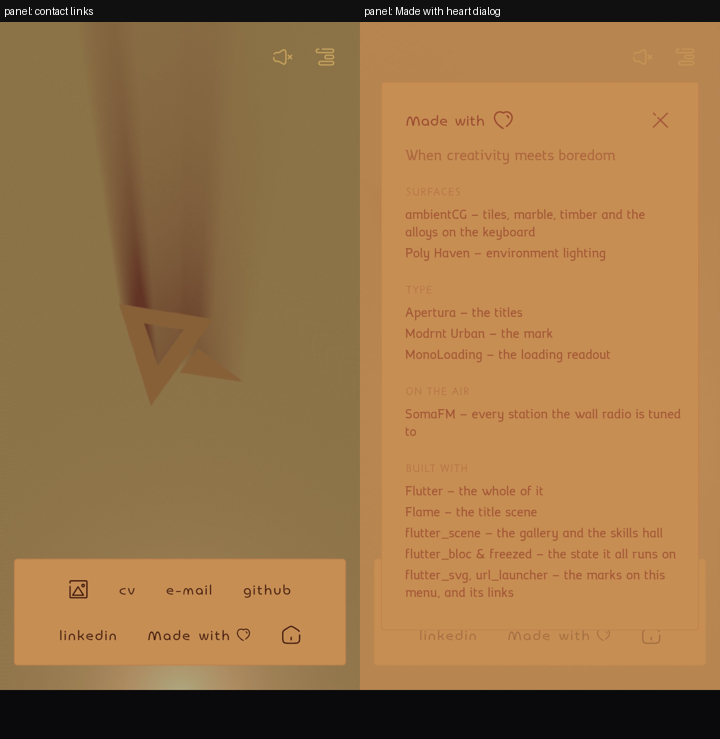 panel: contact links
cv e-mail github
linkedin Made with
panel: Made with heart dialog
Made with
When creativity meets boredom
SURFACES
ambientCG – tiles, marble, timber and the
alloys on the keyboard
Poly Haven – environment lighting
TYPE
Apertura – the titles
Modrnt Urban – the mark
MonoLoading – the loading readout
ON THE AIR
SomaFM – every station the wall radio is tuned
to
BUILT WITH
Flutter – the whole of it
Flame – the title scene
flutter_scene – the gallery and the skills hall
flutter_bloc & freezed – the state it all runs on
flutter_svg, url_launcher – the marks on this
menu, and its links
linkedin Made with